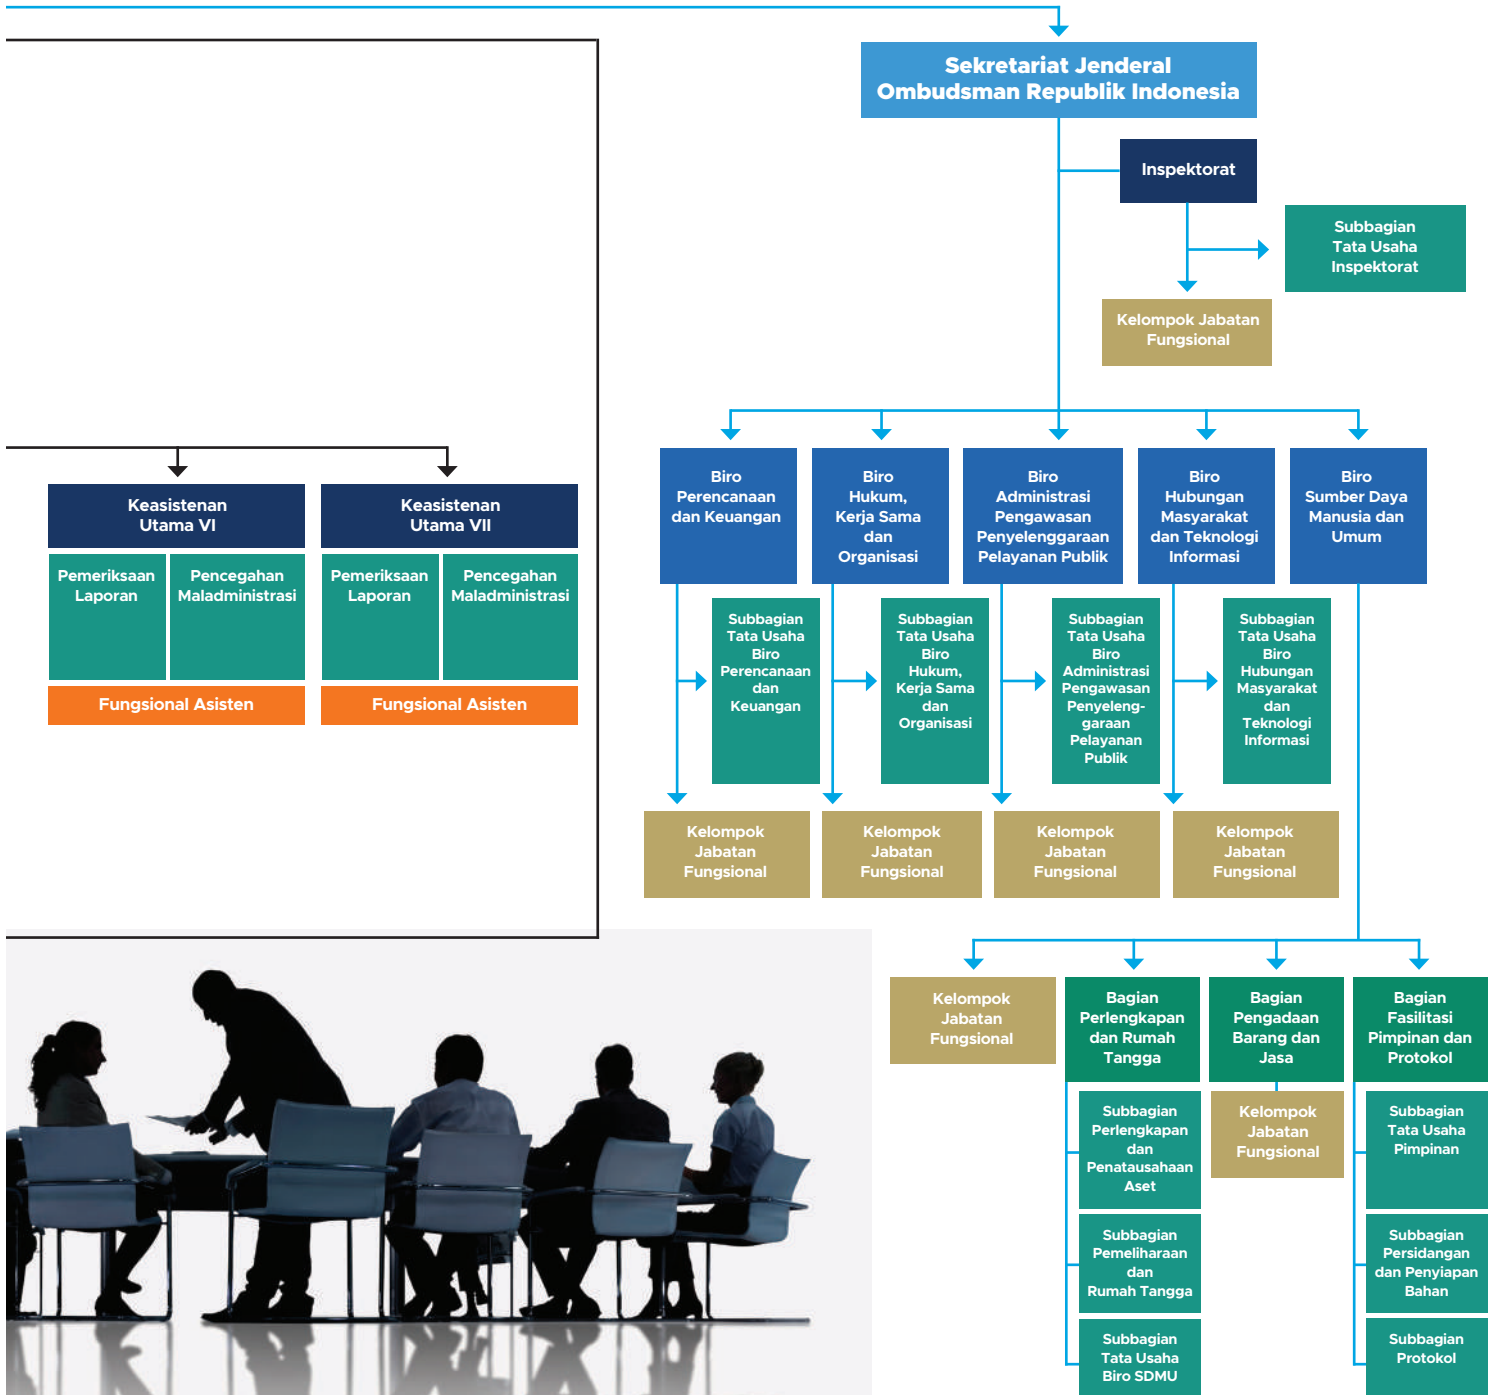 Sekretariat Jenderal
Ombudsman Republik Indonesia
Inspektorat
Subbagian
Tata Usaha
Inspektorat
Kelompok Jabatan
Fungsional
Keasistenan
Utama VI
Pemeriksaan
Laporan
Pencegahan
Maladministrasi
Fungsional Asisten
Keasistenan
Utama VII
Pemeriksaan
Laporan
Pencegahan
Maladministrasi
Fungsional Asisten
Biro
Perencanaan
dan Keuangan
Biro
Hukum,
Kerja Sama
dan
Organisasi
Biro
Administrasi
Pengawasan
Penyelenggaraan
Pelayanan Publik
Biro
Hubungan
Masyarakat
dan Teknologi
Informasi
Biro
Sumber Daya
Manusia dan
Umum
Subbagian
Tata Usaha
Biro
Perencanaan
dan
Keuangan
Subbagian
Tata Usaha
Biro
Hukum,
Kerja Sama
dan
Organisasi
Subbagian
Tata Usaha
Biro
Administrasi
Pengawasan
Penyeleng-
garaan
Pelayanan
Publik
Subbagian
Tata Usaha
Biro
Hubungan
Masyarakat
dan
Teknologi
Informasi
Kelompok
Jabatan
Fungsional
Kelompok
Jabatan
Fungsional
Kelompok
Jabatan
Fungsional
Kelompok
Jabatan
Fungsional
Kelompok
Jabatan
Fungsional
Bagian
Perlengkapan
dan Rumah
Tangga
Bagian
Pengadaan
Barang dan
Jasa
Bagian
Fasilitasi
Pimpinan dan
Protokol
Subbagian
Perlengkapan
dan
Penatausahaan
Aset
Subbagian
Pemeliharaan
dan
Rumah Tangga
Subbagian
Tata Usaha
Biro SDMU
Kelompok
Jabatan
Fungsional
Subbagian
Tata Usaha
Pimpinan
Subbagian
Persidangan
dan Penyiapan
Bahan
Subbagian
Protokol